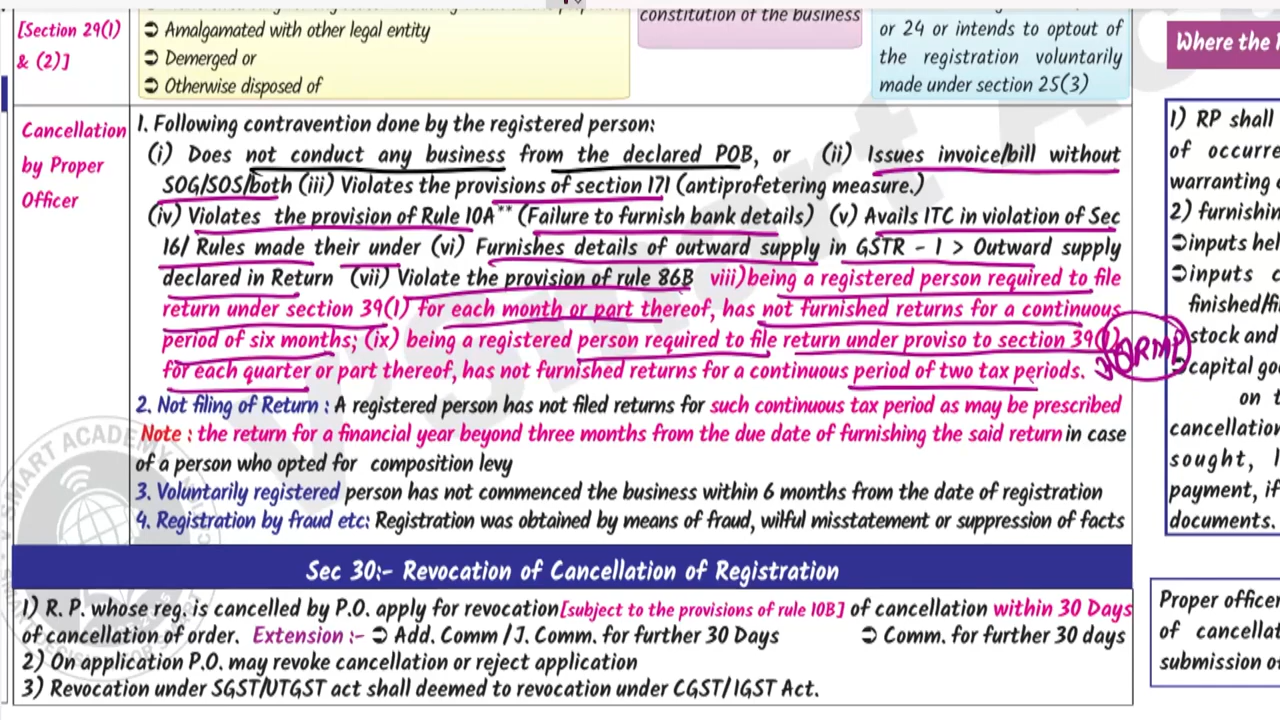 [Section 29(1)
& (2)]
➲ Amalgamated with other legal entity
➲ Demerged or
➲ Otherwise disposed of
constitution of the business
or 24 or intends to optout of
the registration voluntarily
made under section 25(3)
Where the
Cancellation
by Proper
Officer
1. Following contravention done by the registered person:
(i) Does not conduct any business from the declared POB, or (ii) Issues invoice/bill without
SOG/SOS/both (iii) Violates the provisions of section 171 (antiprofetering measure.)
(iv) Violates the provision of Rule 10A** (Failure to furnish bank details) (v) Avails ITC in violation of Sec
16/ Rules made their under (vi) Furnishes details of outward supply in GSTR - 1 > Outward supply
declared in Return (vii) Violate the provision of rule 86B viii)being a registered person required to file
return under section 39(1) for each month or part thereof, has not furnished returns for a continuous
period of six months; (ix) being a registered person required to file return under proviso to section 39(
for each quarter or part thereof, has not furnished returns for a continuous period of two tax periods.
QRMP
2. Not filing of Return : A registered person has not filed returns for such continuous tax period as may be prescribed
Note : the return for a financial year beyond three months from the due date of furnishing the said return in case
of a person who opted for composition levy
3. Voluntarily registered person has not commenced the business within 6 months from the date of registration
4. Registration by fraud etc: Registration was obtained by means of fraud, wilful misstatement or suppression of facts
Sec 30:- Revocation of Cancellation of Registration
1) R. P. whose reg. is cancelled by P.O. apply for revocation[subject to the provisions of rule 10B] of cancellation within 30 Days
of cancellation of order. Extension :- ➲ Add. Comm / J. Comm. for further 30 Days ➲ Comm. for further 30 days
2) On application P.O. may revoke cancellation or reject application
3) Revocation under SGST/UTGST act shall deemed to revocation under CGST/ IGST Act.
1) RP shall
of occurre
warranting
2) furnishin
➲inputs hel
➲inputs
finished/fi
stock and
➲capital go
on t
cancellation
sought,
payment, if
documents.
Proper officer
of cancellat
submission of
SMART ACADEMY